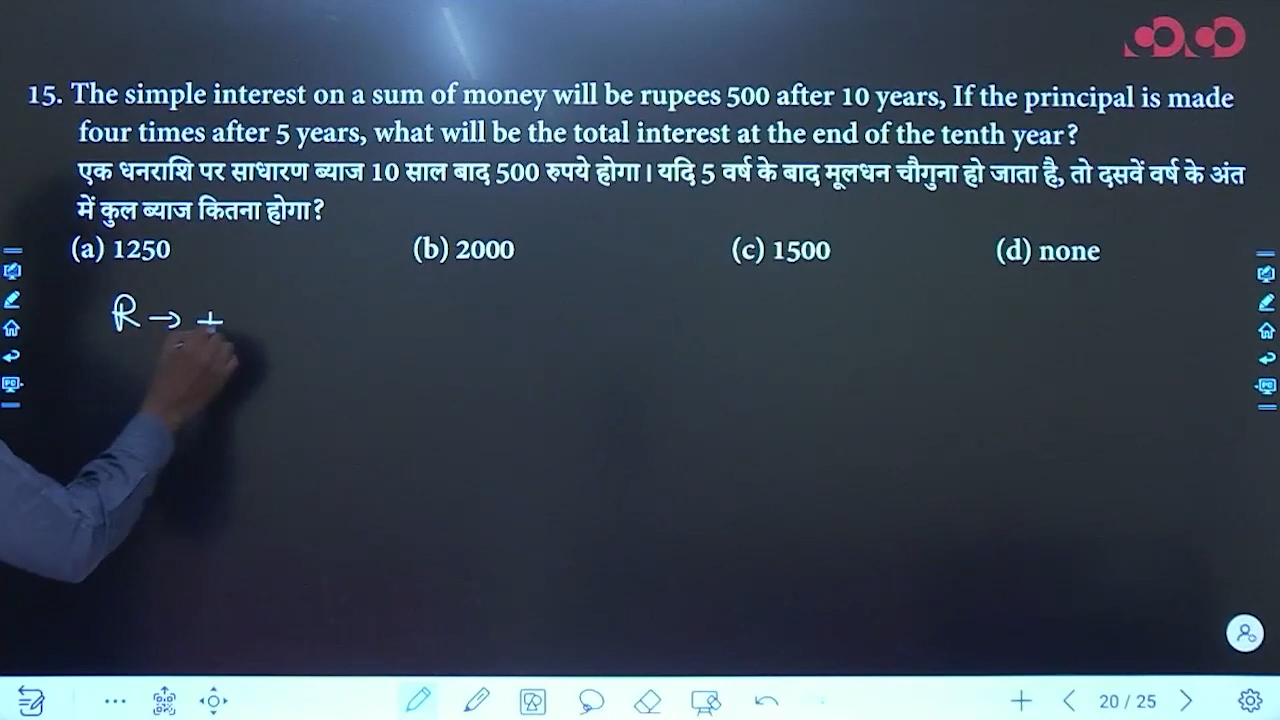 15. The simple interest on a sum of money will be rupees 500 after 10 years, If the principal is made
four times after 5 years, what will be the total interest at the end of the tenth year?
एक धनराशि पर साधारण ब्याज 10 साल बाद 500 रुपये होगा। यदि 5 वर्ष के बाद मूलधन चौगुना हो जाता है, तो दसवें वर्ष के अंत
में कुल ब्याज कितना होगा?
(a) 1250 (b) 2000 (c) 1500 (d) none
R → +
20 / 25